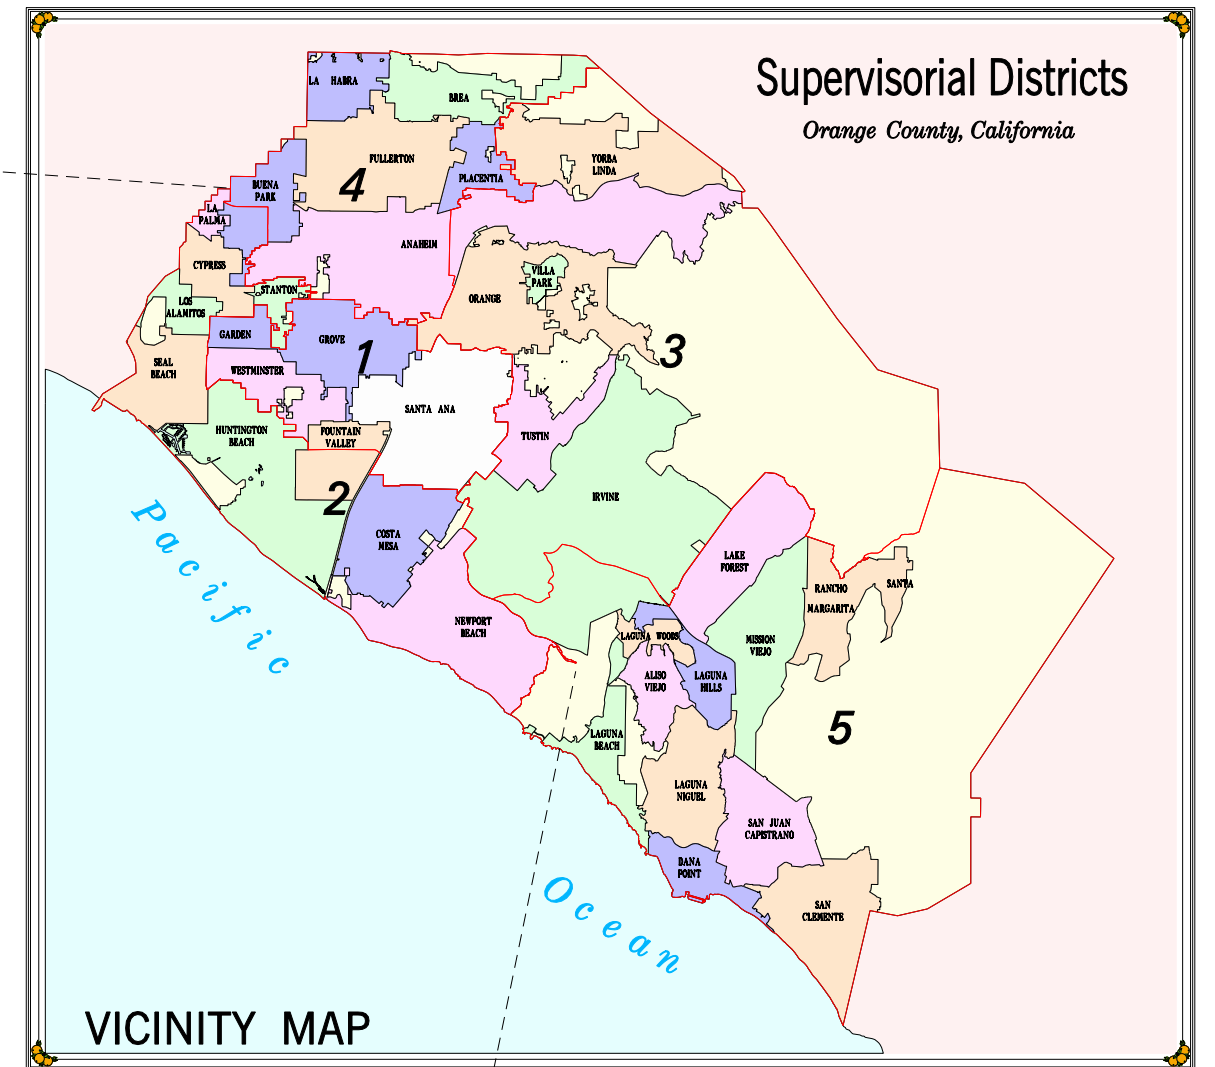 Supervisorial Districts
Orange County, California
LA HABRA
BREA
FULLERTON
4
PLACENTIA
YORBA
LINDA
BUENA
PARK
LA
PALMA
ANAHEIM
CYPRESS
VILLA
PARK
STANTON
ORANGE
LOS
ALAMITOS
GARDEN
GROVE
1
3
SEAL
BEACH
WESTMINSTER
SANTA ANA
HUNTINGTON
BEACH
FOUNTAIN
VALLEY
TUSTIN
2
IRVINE
COSTA
MESA
LAKE
FOREST
RANCHO
SANTA
MARGARITA
NEWPORT
BEACH
LAGUNA WOODS
MISSION
VIEJO
ALISO
VIEJO
LAGUNA
HILLS
5
LAGUNA
BEACH
LAGUNA
NIGUEL
SAN JUAN
CAPISTRANO
DANA
POINT
SAN
CLEMENTE
Pacific
Ocean
VICINITY MAP